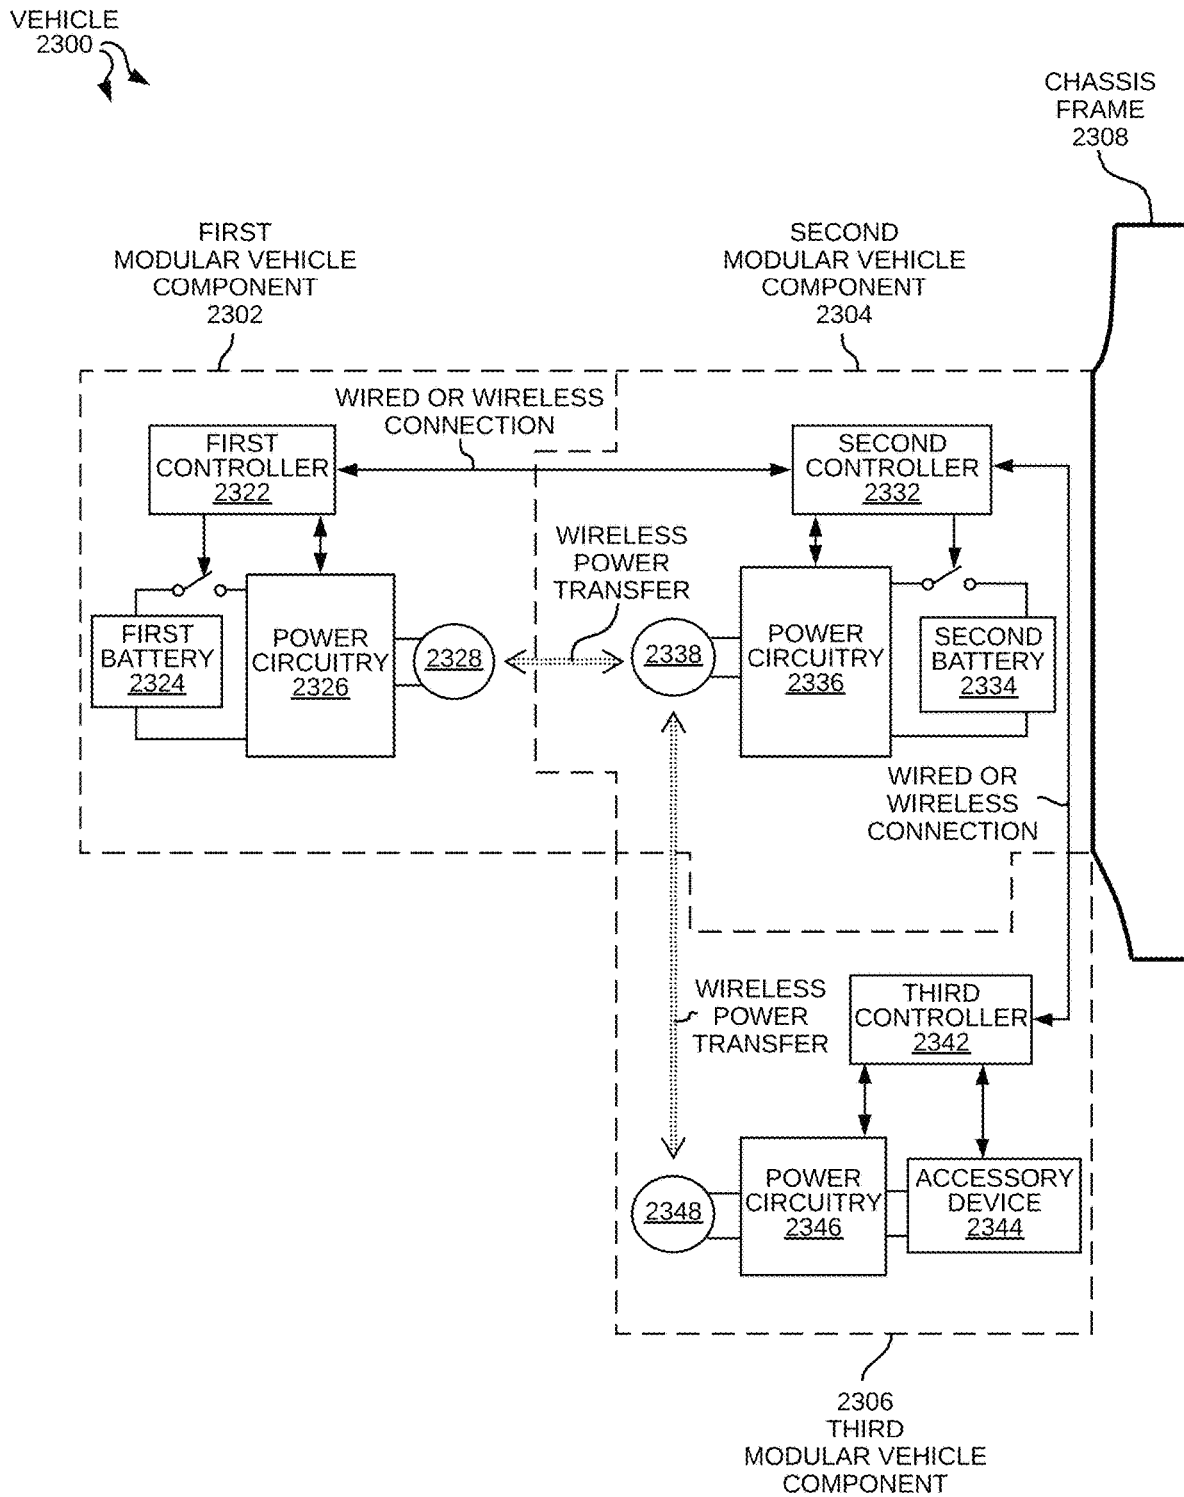 VEHICLE
2300
CHASSIS
FRAME
2308
FIRST
MODULAR VEHICLE
COMPONENT
2302
SECOND
MODULAR VEHICLE
COMPONENT
2304
WIRED OR WIRELESS
CONNECTION
FIRST
CONTROLLER
2322
SECOND
CONTROLLER
2332
WIRELESS
POWER
TRANSFER
FIRST
BATTERY
2324
POWER
CIRCUITRY
2326
2328
2338
POWER
CIRCUITRY
2336
SECOND
BATTERY
2334
WIRED OR
WIRELESS
CONNECTION
WIRELESS
POWER
TRANSFER
THIRD
CONTROLLER
2342
2348
POWER
CIRCUITRY
2346
ACCESSORY
DEVICE
2344
2306
THIRD
MODULAR VEHICLE
COMPONENT